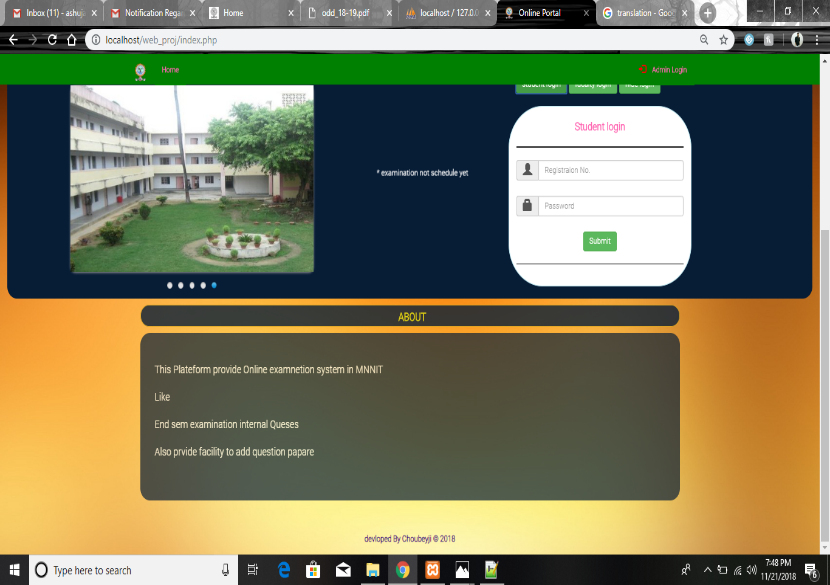 Inbox (11) - ashuj
Notification Rega
Home
odd_18-19.pdf
localhost / 127.0.0
Online Portal
translation - Goo
localhost/web_proj/index.php
Home
Admin Login
Student login
faculty login
Student login
* examination not schedule yet
Registraion No.
Password
Submit
ABOUT
This Plateform provide Online examnetion system in MNNIT
Like
End sem examination internal Queses
Also prvide facility to add question papare
devloped By Choubeyji © 2018
Type here to search
7:48 PM
11/21/2018